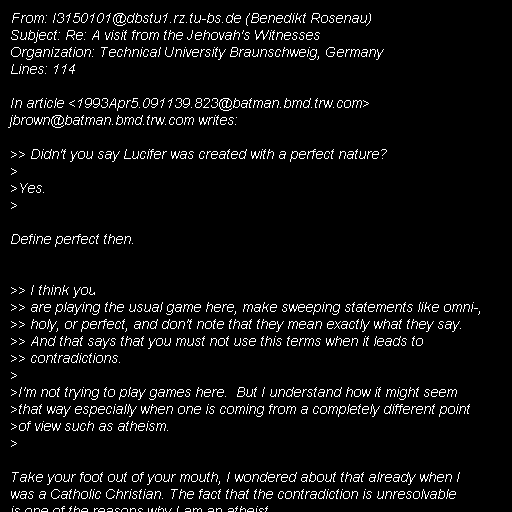 From: I3150101@dbstu1.rz.tu-bs.de (Benedikt Rosenau)
Subject: Re: A visit from the Jehovah's Witnesses
Organization: Technical University Braunschweig, Germany
Lines: 114

In article <1993Apr5.091139.823@batman.bmd.trw.com>
jbrown@batman.bmd.trw.com writes:

>> Didn't you say Lucifer was created with a perfect nature?
>
>Yes.
>

Define perfect then.


>> I think you
>> are playing the usual game here, make sweeping statements like omni-,
>> holy, or perfect, and don't note that they mean exactly what they say.
>> And that says that you must not use this terms when it leads to
>> contradictions.
>
>I'm not trying to play games here.  But I understand how it might seem
>that way especially when one is coming from a completely different point
>of view such as atheism.
>

Take your foot out of your mouth, I wondered about that already when I
was a Catholic Christian. The fact that the contradiction is unresolvable
is one of the reasons why I am an atheist.